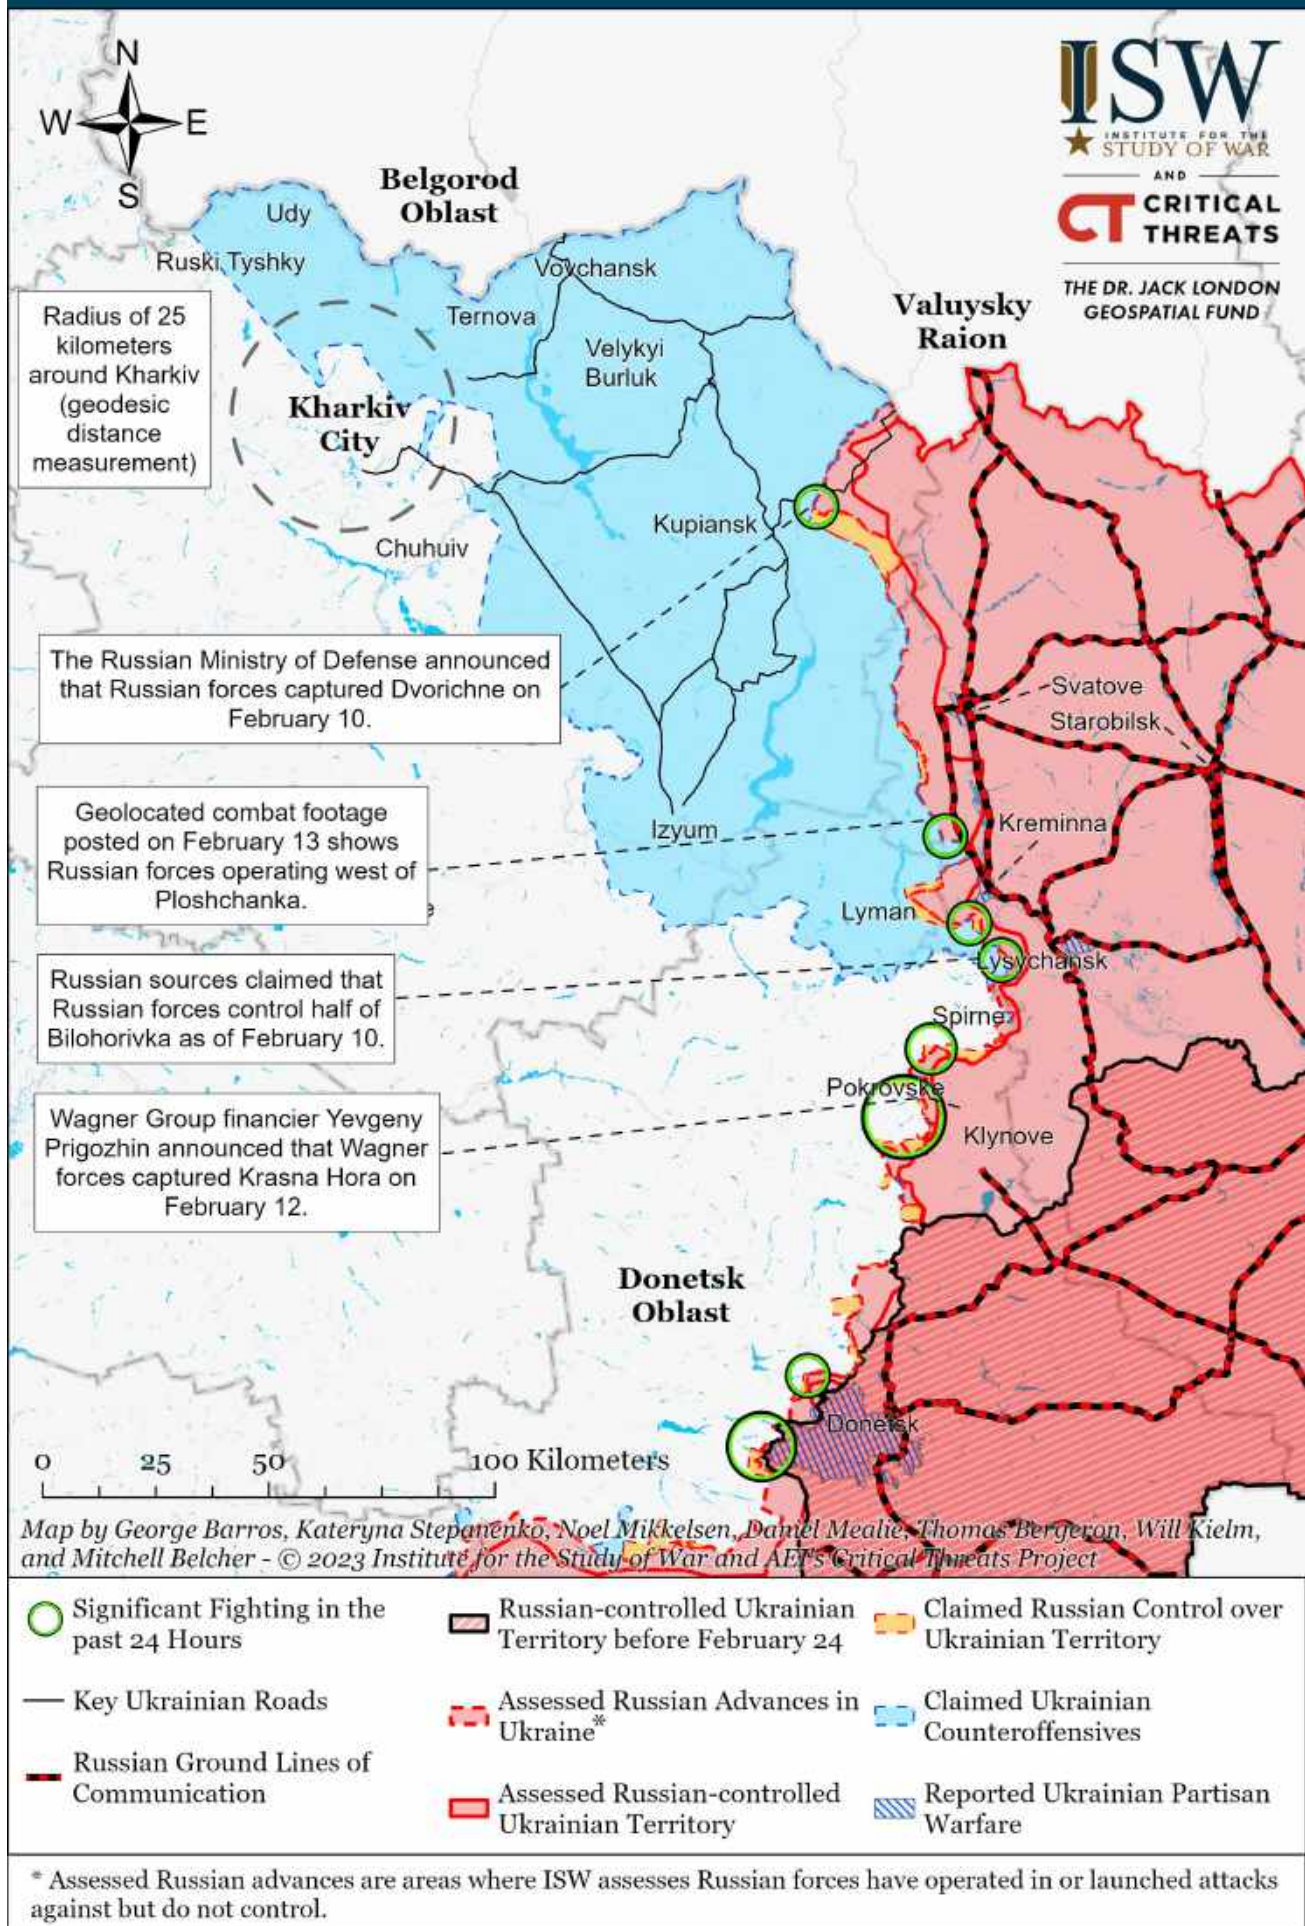 N
W E
S
ISW
INSTITUTE FOR THE
STUDY OF WAR
AND
CT CRITICAL
THREATS
THE DR. JACK LONDON
GEOSPATIAL FUND
Belgorod
Oblast
Udy
Ruski Tyshky
Vovchansk
Ternova
Valuysky
Raion
Radius of 25
kilometers
around Kharkiv
(geodesic
distance
measurement)
Velykyi
Burluk
Kharkiv
City
Kupiansk
Chuhuiv
The Russian Ministry of Defense announced
that Russian forces captured Dvorichne on
February 10.
Svatove
Starobilsk
Geolocated combat footage
posted on February 13 shows
Russian forces operating west of
Ploshchanka.
Izyum
Kreminna
Lyman
Lysychansk
Russian sources claimed that
Russian forces control half of
Bilohorivka as of February 10.
Spirne
Pokrovske
Klynove
Wagner Group financier Yevgeny
Prigozhin announced that Wagner
forces captured Krasna Hora on
February 12.
Donetsk
Oblast
Donetsk
0 25 50 100 Kilometers
Map by George Barros, Kateryna Stepanenko, Noel Mikkelsen, Daniel Mealie, Thomas Bergeron, Will Kielm,
and Mitchell Belcher - © 2023 Institute for the Study of War and AEI's Critical Threats Project
Significant Fighting in the
past 24 Hours
Key Ukrainian Roads
Russian Ground Lines of
Communication
Russian-controlled Ukrainian
Territory before February 24
Assessed Russian Advances in
Ukraine*
Assessed Russian-controlled
Ukrainian Territory
Claimed Russian Control over
Ukrainian Territory
Claimed Ukrainian
Counteroffensives
Reported Ukrainian Partisan
Warfare
* Assessed Russian advances are areas where ISW assesses Russian forces have operated in or launched attacks
against but do not control.